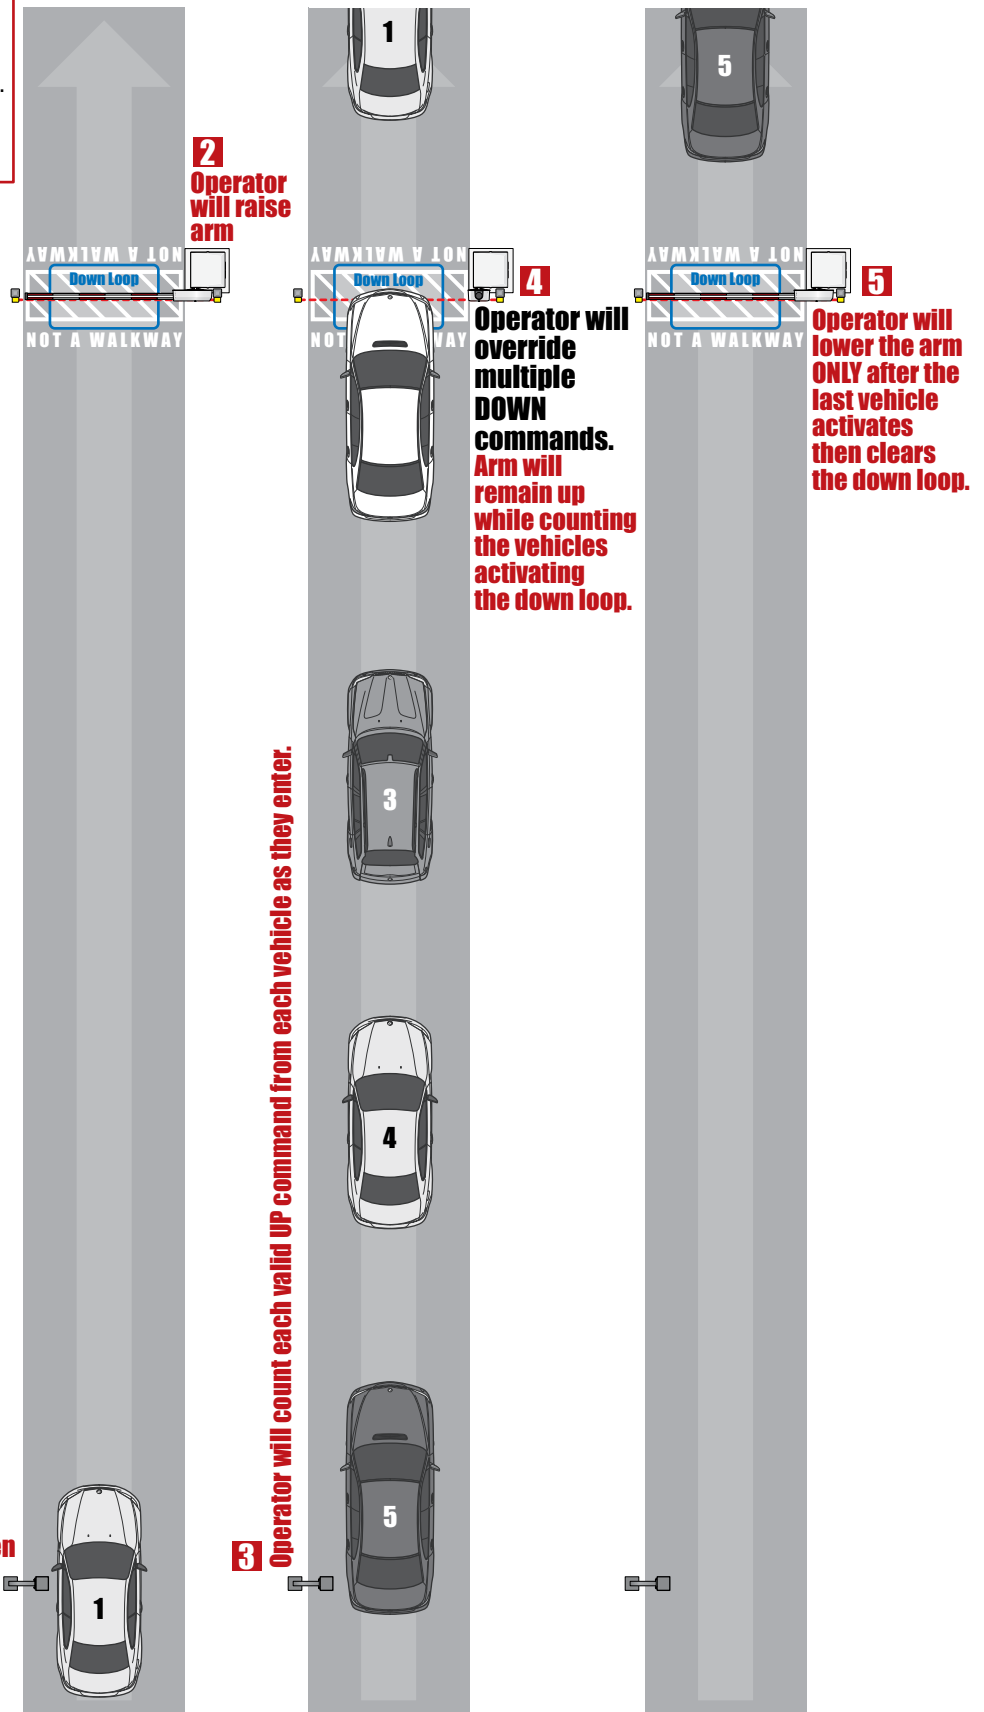 .
2
Operator
will raise
arm
NOT A WALKWAY
Down Loop
NOT A WALKWAY
en
1
1
NOT A WALKWAY
Down Loop
NOT WAY
4
Operator will
override
multiple
DOWN
commands.
Arm will
remain up
while counting
the vehicles
activating
the down loop.
3
4
5
3
Operator will count each valid UP command from each vehicle as they enter.
5
NOT A WALKWAY
Down Loop
NOT A WALKWAY
5
Operator will
lower the arm
ONLY after the
last vehicle
activates
then clears
the down loop.